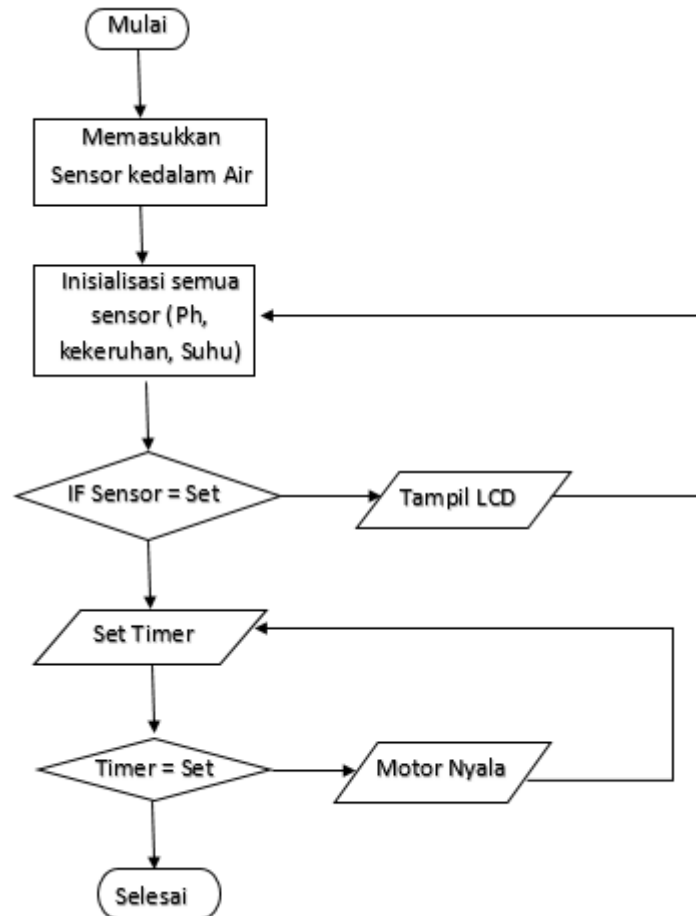 Mulai
Memasukkan
Sensor kedalam Air
Inisialisasi semua
sensor (Ph,
kekeruhan, Suhu)
IF Sensor = Set
Tampil LCD
Set Timer
Timer = Set
Motor Nyala
Selesai